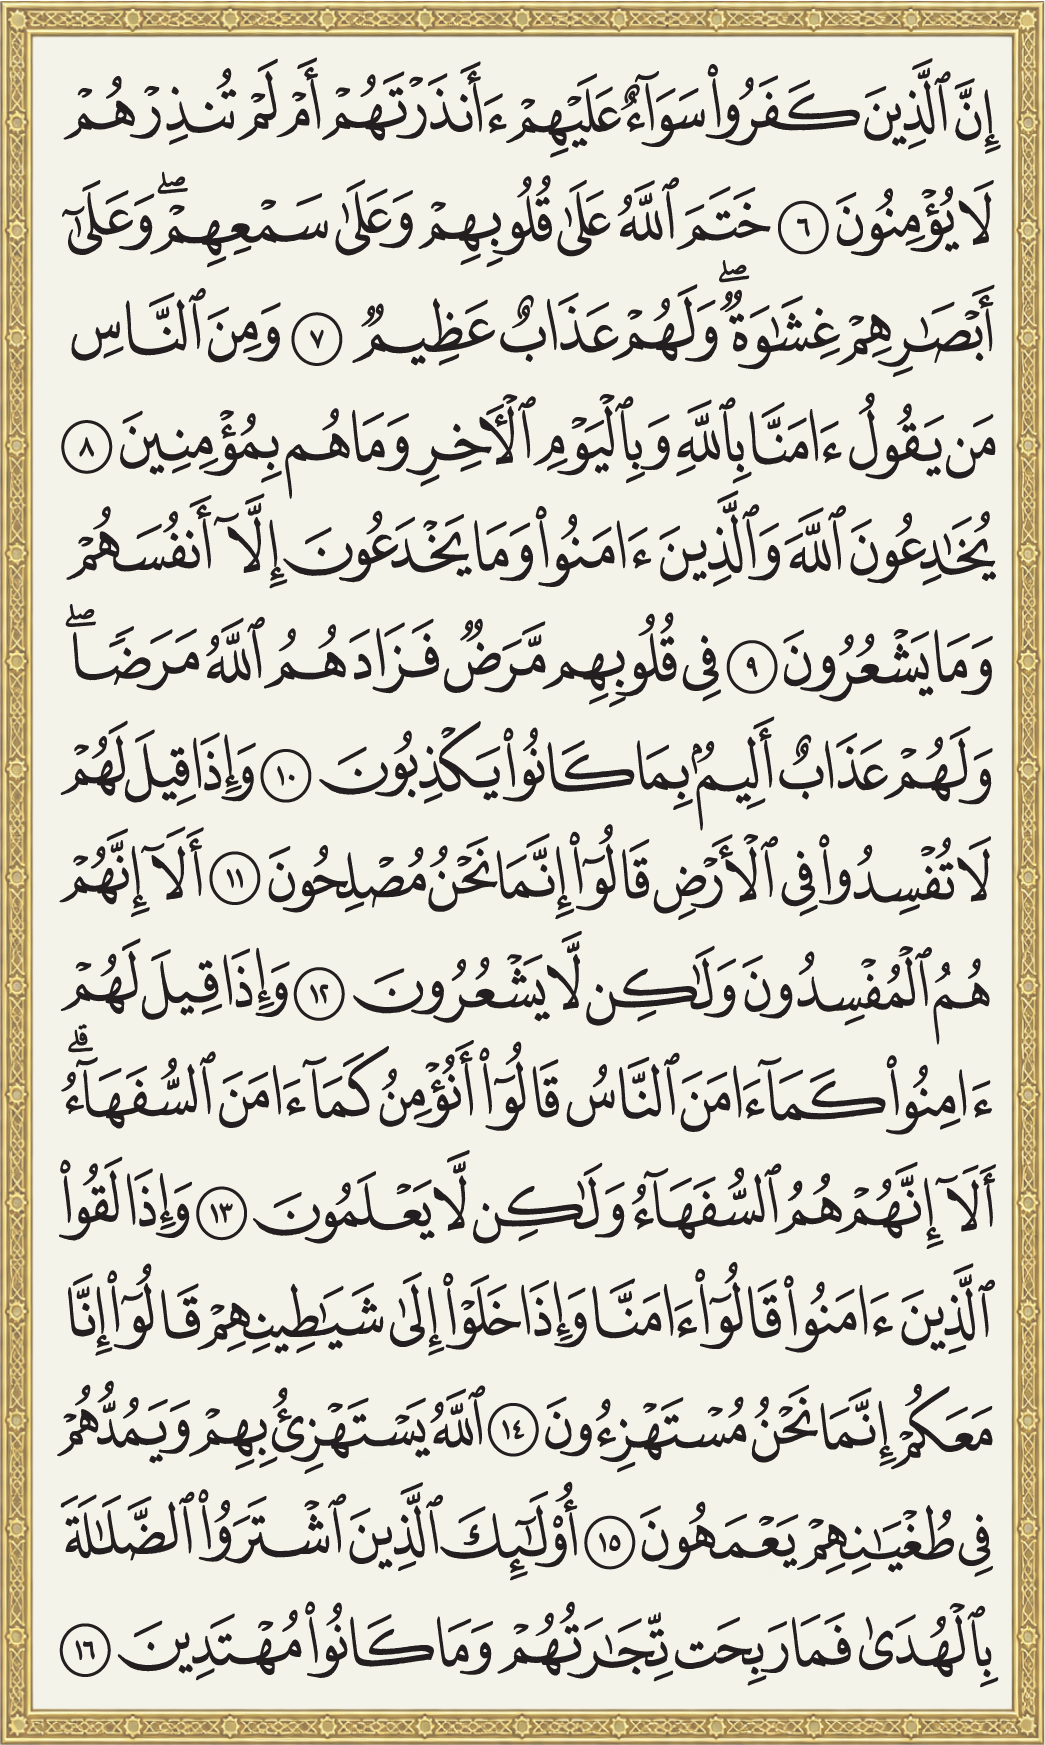 إِنَّ ٱلَّذِينَ كَفَرُوا۟ سَوَآءٌ عَلَيْهِمْ ءَأَنذَرْتَهُمْ أَمْ لَمْ تُنذِرْهُمْ
لَا يُؤْمِنُونَ ٦ خَتَمَ ٱللَّهُ عَلَىٰ قُلُوبِهِمْ وَعَلَىٰ سَمْعِهِمْ ۖ وَعَلَىٰٓ
أَبْصَـٰرِهِمْ غِشَـٰوَةٌ ۖ وَلَهُمْ عَذَابٌ عَظِيمٌ ٧ وَمِنَ ٱلنَّاسِ
مَن يَقُولُ ءَامَنَّا بِٱللَّهِ وَبِٱلْيَوْمِ ٱلْـَٔاخِرِ وَمَا هُم بِمُؤْمِنِينَ ٨
يُخَـٰدِعُونَ ٱللَّهَ وَٱلَّذِينَ ءَامَنُوا۟ وَمَا يَخْدَعُونَ إِلَّآ أَنفُسَهُمْ
وَمَا يَشْعُرُونَ ٩ فِى قُلُوبِهِم مَّرَضٌ فَزَادَهُمُ ٱللَّهُ مَرَضًا ۖ
وَلَهُمْ عَذَابٌ أَلِيمٌۢ بِمَا كَانُوا۟ يَكْذِبُونَ ١٠ وَإِذَا قِيلَ لَهُمْ
لَا تُفْسِدُوا۟ فِى ٱلْأَرْضِ قَالُوٓا۟ إِنَّمَا نَحْنُ مُصْلِحُونَ ١١ أَلَآ إِنَّهُمْ
هُمُ ٱلْمُفْسِدُونَ وَلَـٰكِن لَّا يَشْعُرُونَ ١٢ وَإِذَا قِيلَ لَهُمْ
ءَامِنُوا۟ كَمَآ ءَامَنَ ٱلنَّاسُ قَالُوٓا۟ أَنُؤْمِنُ كَمَآ ءَامَنَ ٱلسُّفَهَآءُ ۗ
أَلَآ إِنَّهُمْ هُمُ ٱلسُّفَهَآءُ وَلَـٰكِن لَّا يَعْلَمُونَ ١٣ وَإِذَا لَقُوا۟
ٱلَّذِينَ ءَامَنُوا۟ قَالُوٓا۟ ءَامَنَّا وَإِذَا خَلَوْا۟ إِلَىٰ شَيَـٰطِينِهِمْ قَالُوٓا۟ إِنَّا
مَعَكُمْ إِنَّمَا نَحْنُ مُسْتَهْزِءُونَ ١٤ ٱللَّهُ يَسْتَهْزِئُ بِهِمْ وَيَمُدُّهُمْ
فِى طُغْيَـٰنِهِمْ يَعْمَهُونَ ١٥ أُو۟لَـٰٓئِكَ ٱلَّذِينَ ٱشْتَرَوُا۟ ٱلضَّلَـٰلَةَ
بِٱلْهُدَىٰ فَمَا رَبِحَت تِّجَـٰرَتُهُمْ وَمَا كَانُوا۟ مُهْتَدِينَ ١٦